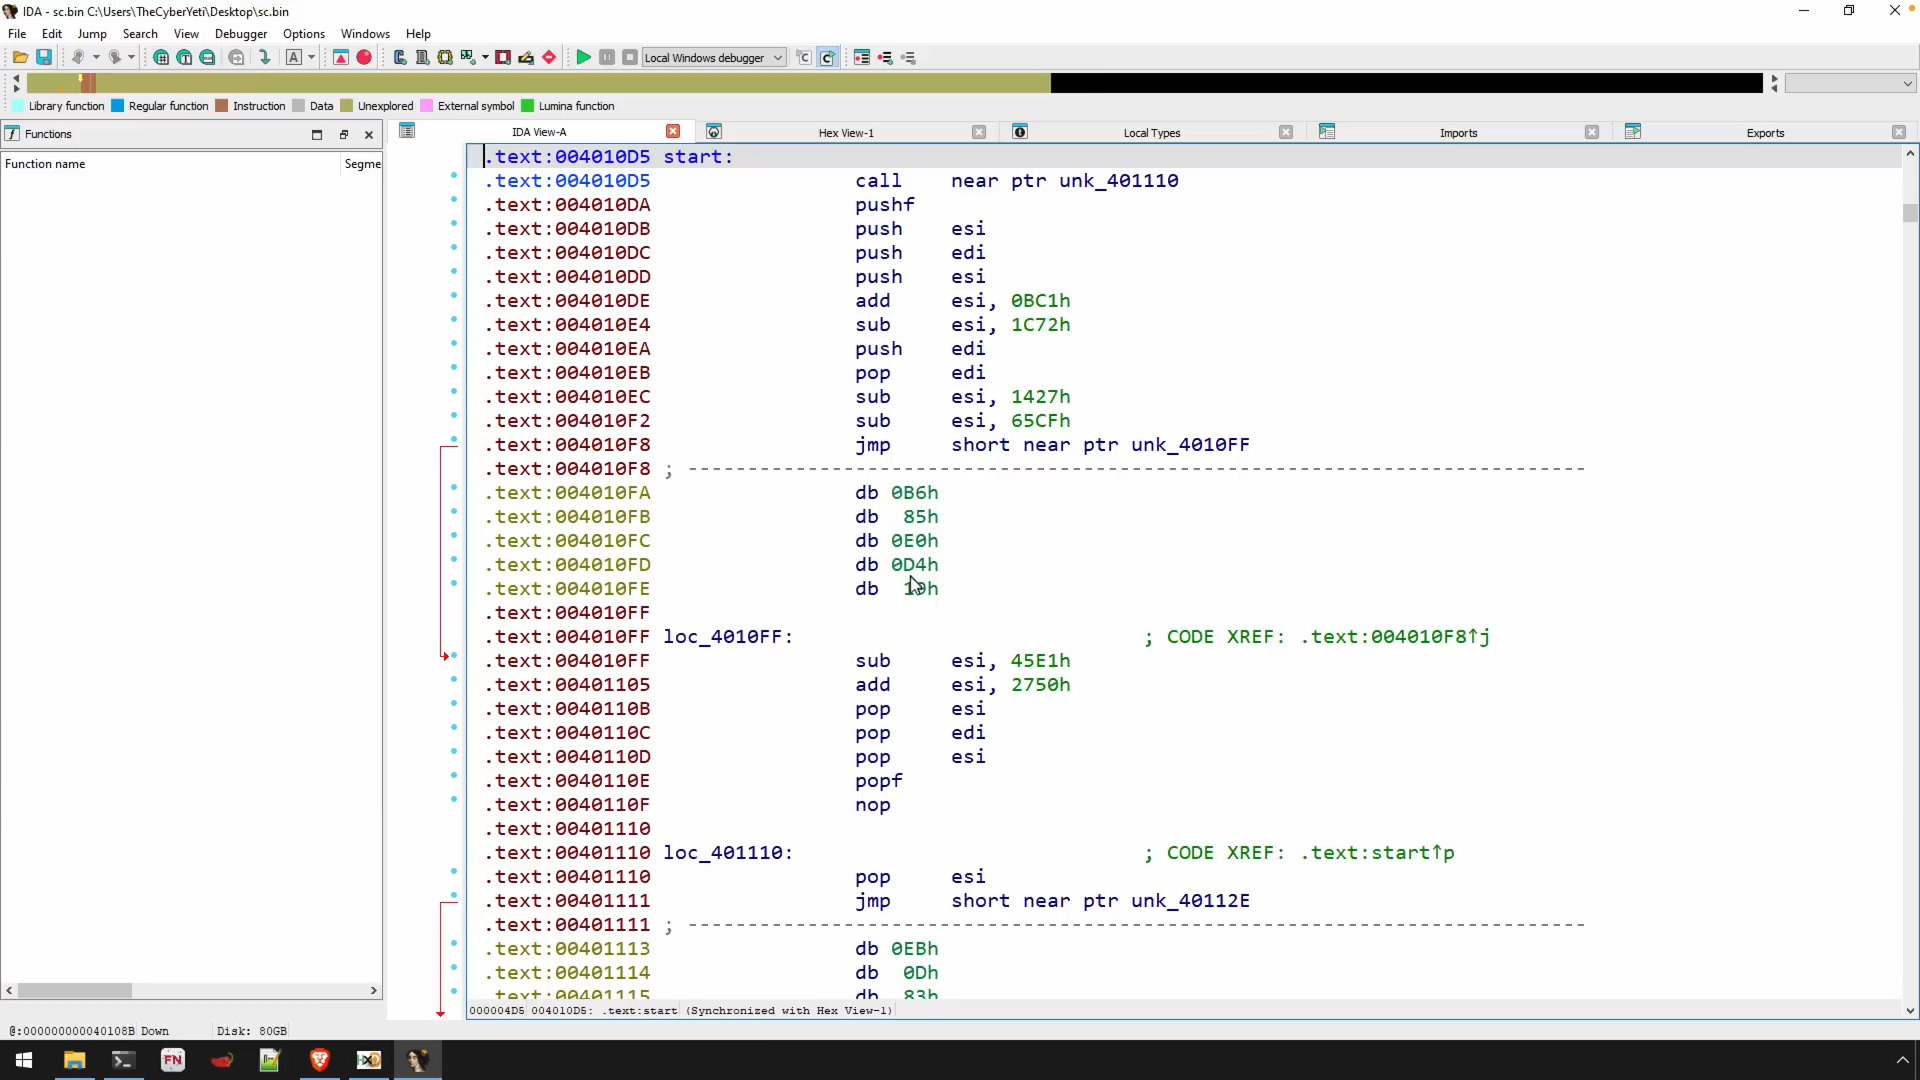 IDA - sc.bin C:\Users\TheCyberYeti\Desktop\sc.bin
File Edit Jump Search View Debugger Options Windows Help
Local Windows debugger
Library function Regular function Instruction Data Unexplored External symbol Lumina function
Functions
IDA View-A Hex View-1 Local Types Imports Exports
Function name Segme
.text:004010D5 start:
.text:004010D5 call near ptr unk_401110
.text:004010DA pushf
.text:004010DB push esi
.text:004010DC push edi
.text:004010DD push esi
.text:004010DE add esi, 0BC1h
.text:004010E4 sub esi, 1C72h
.text:004010EA push edi
.text:004010EB pop edi
.text:004010EC sub esi, 1427h
.text:004010F2 sub esi, 65CFh
.text:004010F8 jmp short near ptr unk_4010FF
.text:004010F8 ; ---------------------------------------------------------------------------
.text:004010FA db 0B6h
.text:004010FB db 85h
.text:004010FC db 0E0h
.text:004010FD db 0D4h
.text:004010FE db
.text:004010FF
.text:004010FF loc_4010FF: ; CODE XREF: .text:004010F8↑j
.text:004010FF sub esi, 45E1h
.text:00401105 add esi, 2750h
.text:0040110B pop esi
.text:0040110C pop edi
.text:0040110D pop esi
.text:0040110E popf
.text:0040110F nop
.text:00401110
.text:00401110 loc_401110: ; CODE XREF: .text:start↑p
.text:00401110 pop esi
.text:00401111 jmp short near ptr unk_40112E
.text:00401111 ; ---------------------------------------------------------------------------
.text:00401113 db 0EBh
.text:00401114 db 0Dh
.text:00401115 db 83h
000004D5 004010D5: .text:start (Synchronized with Hex View-1)
@:000000000040108B Down Disk: 80GB
FN